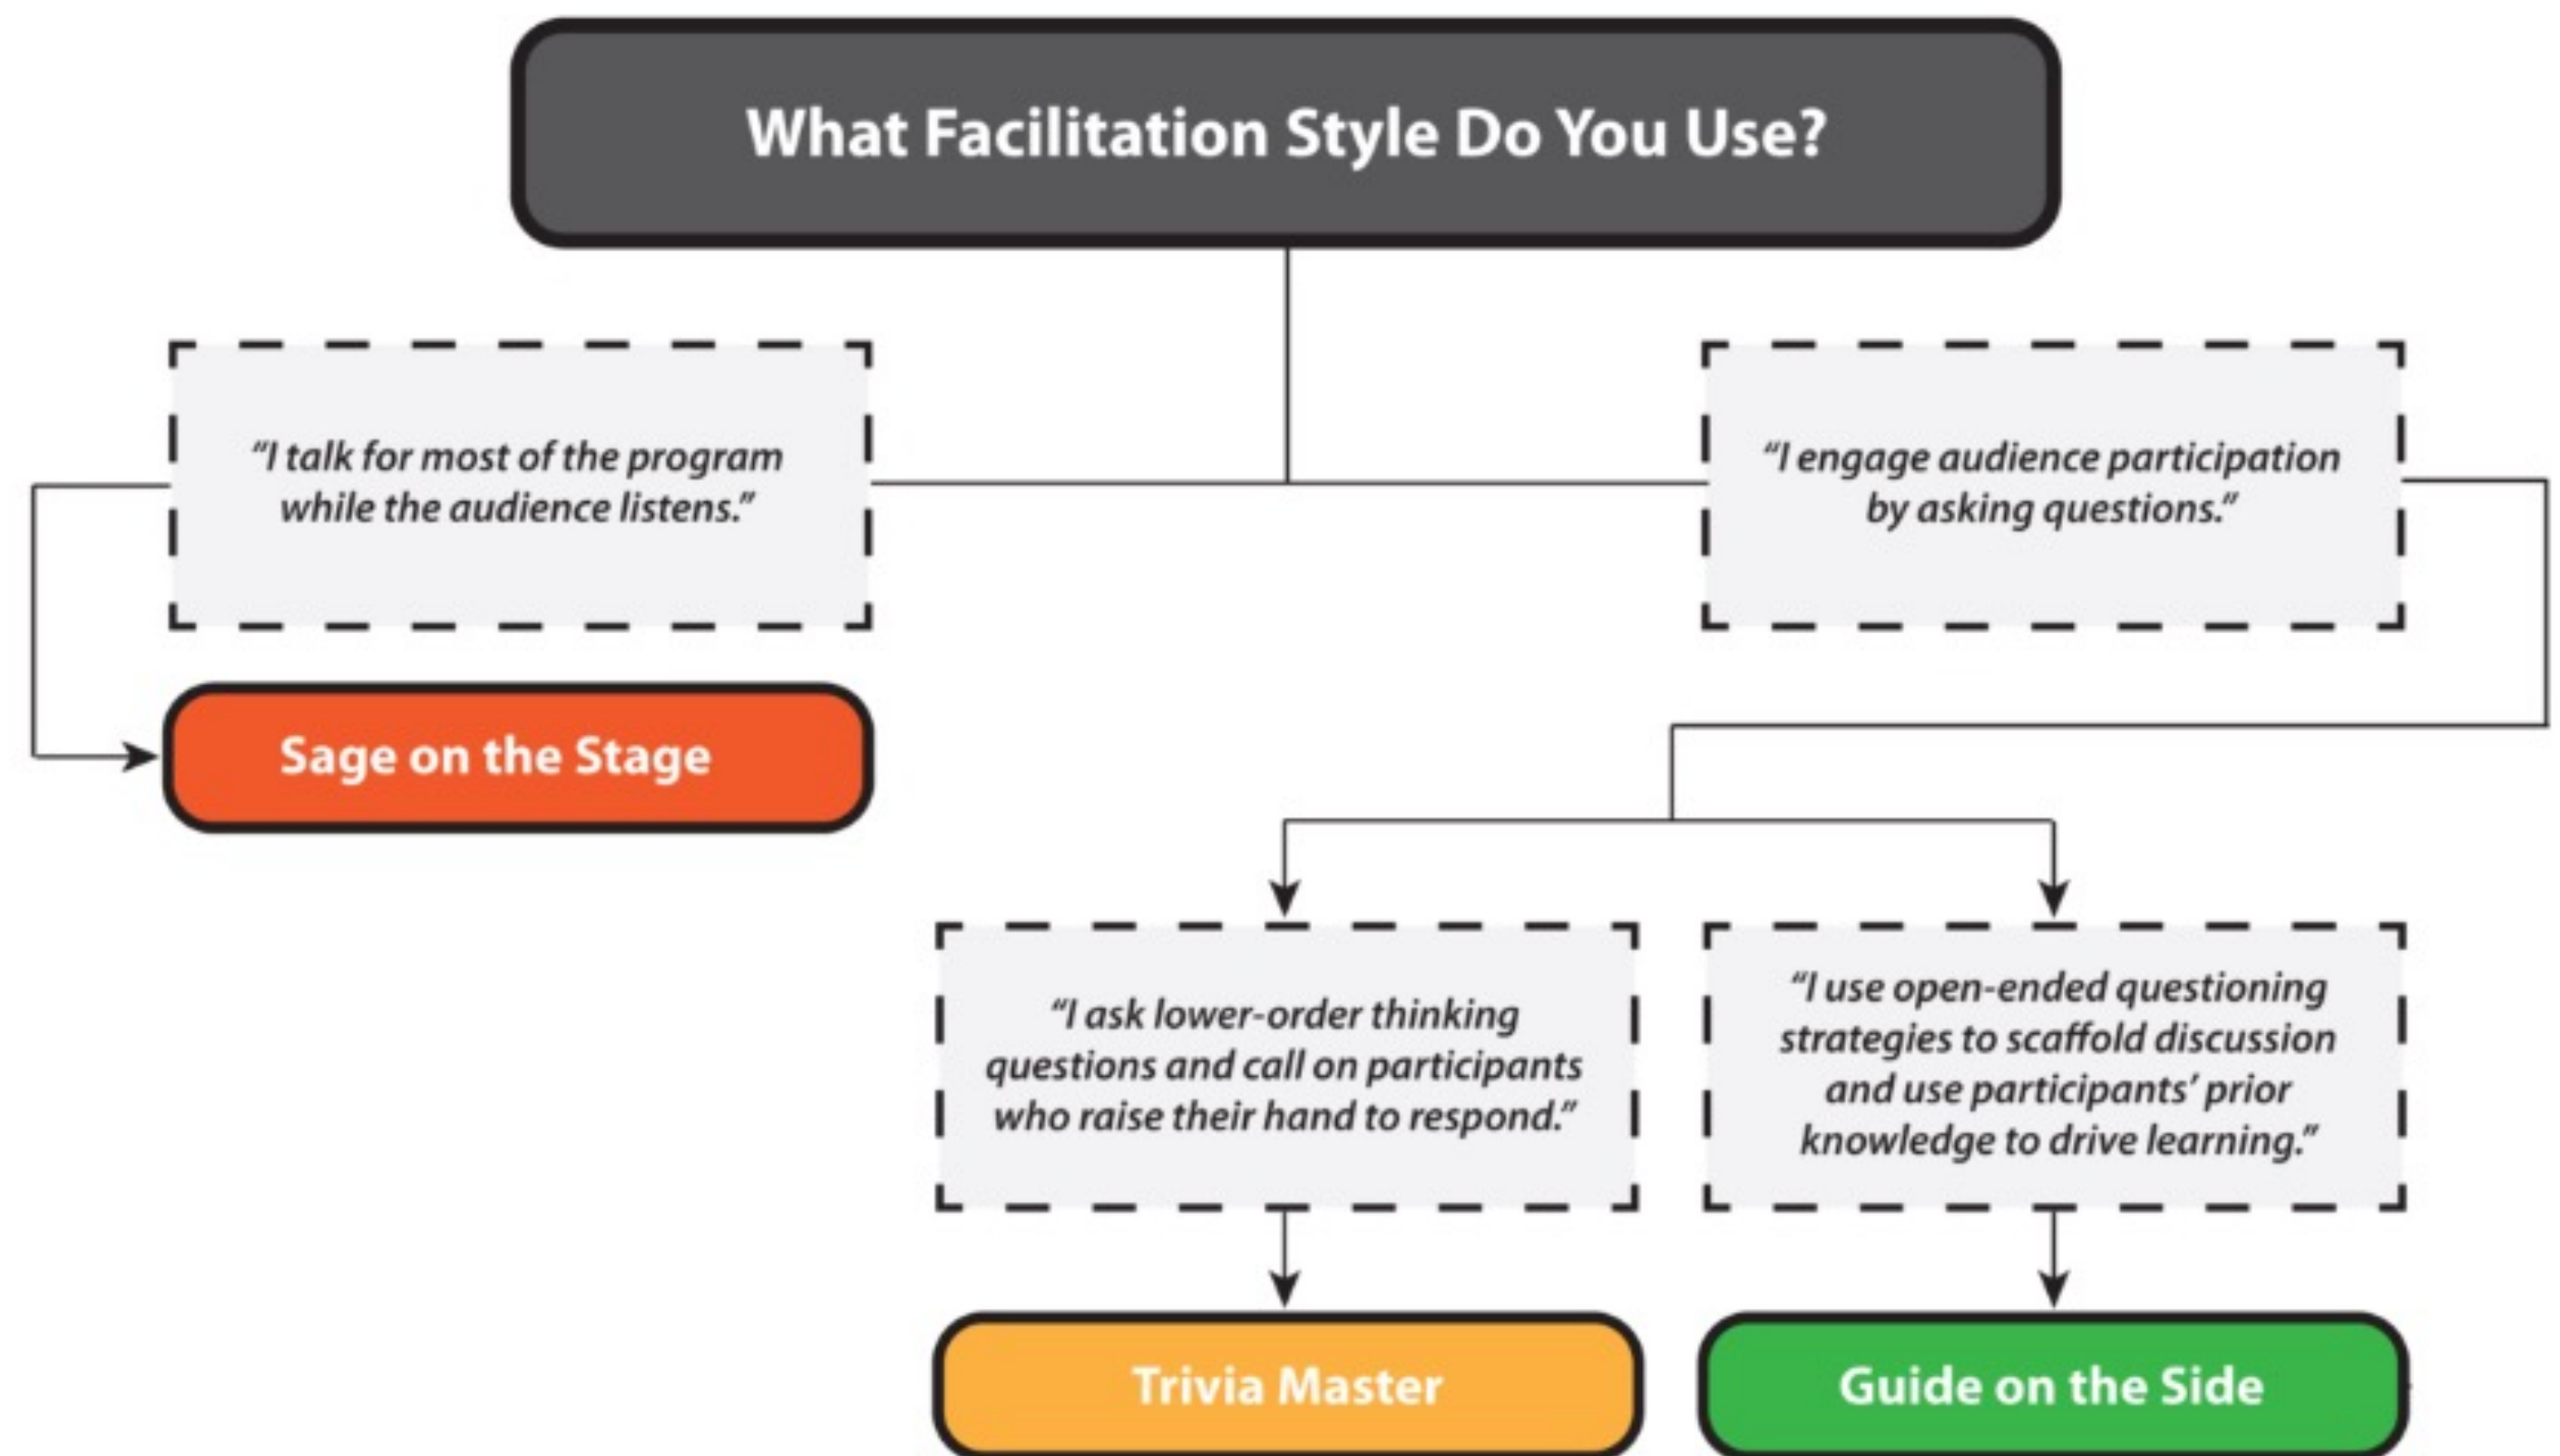 What Facilitation Style Do You Use?
“I talk for most of the program
while the audience listens.”
“I engage audience participation
by asking questions.”
Sage on the Stage
“I ask lower-order thinking
questions and call on participants
who raise their hand to respond.”
“I use open-ended questioning
strategies to scaffold discussion
and use participants’ prior
knowledge to drive learning.”
Trivia Master
Guide on the Side